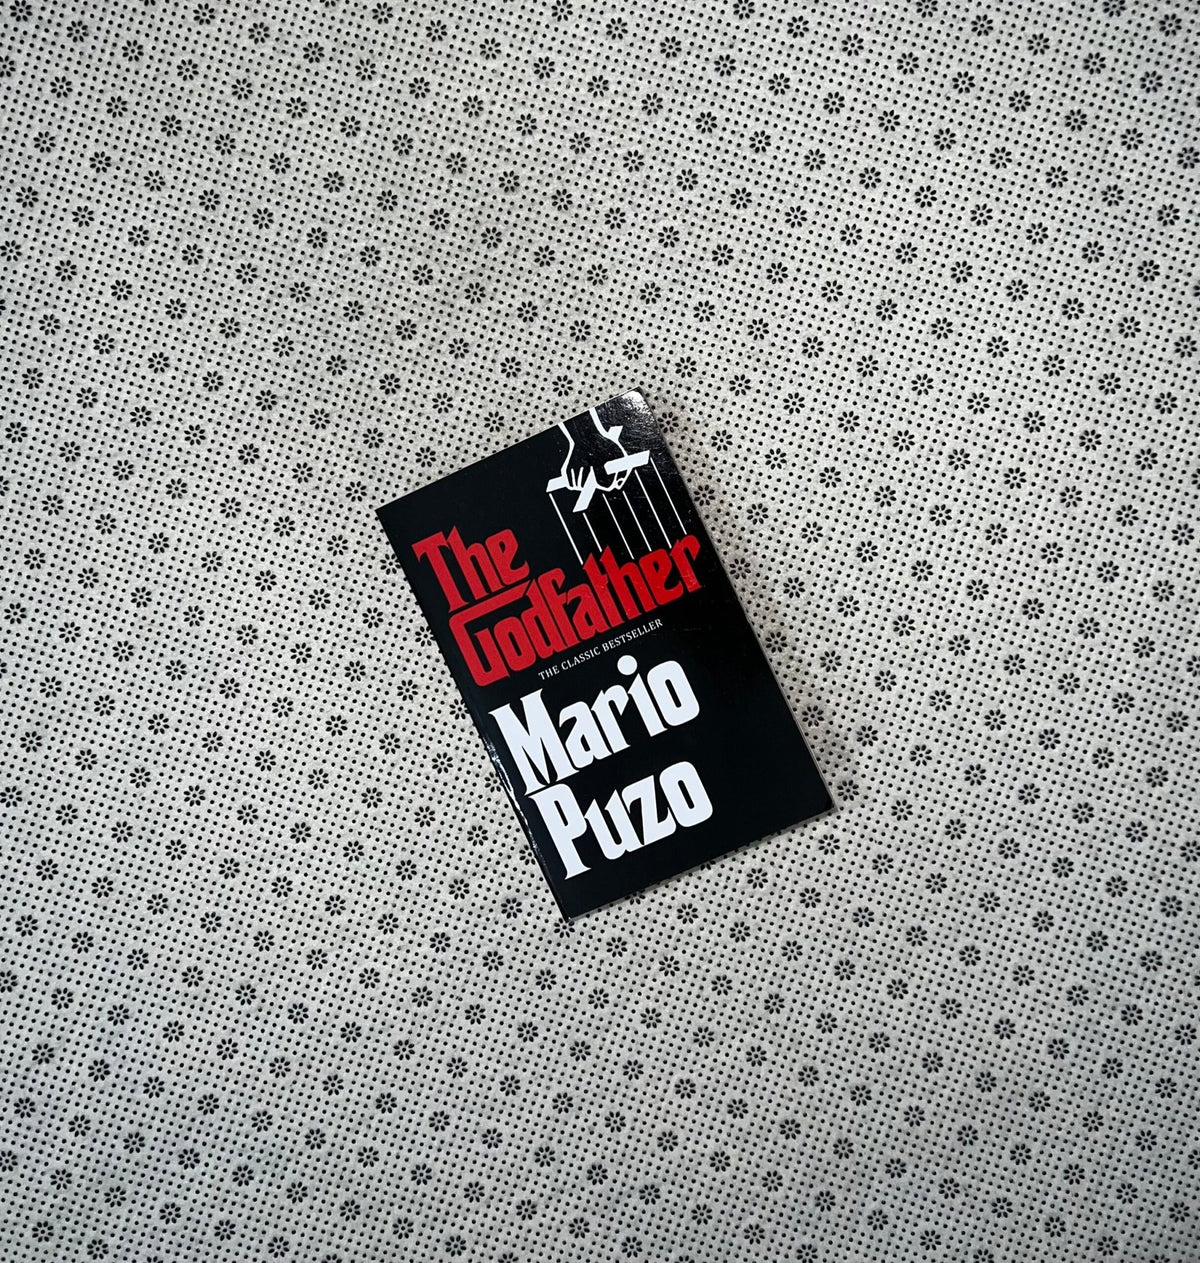 The
Godfather
THE CLASSIC BESTSELLER
Mario
Puzo